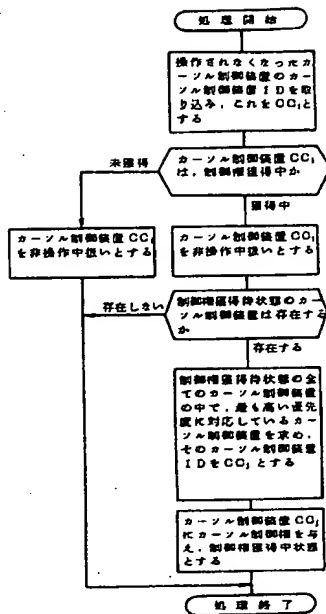 処理開始
操作されなくなったカ
ーソル制御装置のカー
ソル制御装置IDを取
り込み,これをCCiと
する
カーソル制御装置CCi
は,制御権獲得中か
未獲得
獲得中
カーソル制御装置CCi
を非操作中扱いとする
カーソル制御装置CCi
を非操作中扱いとする
制御権獲得待状態のカー
ソル制御装置は存在する
か
存在しない
存在する
制御権獲得待状態の全
てのカーソル制御装置
の中で,最も高い優先
度に対応しているカー
ソル制御装置を求め,
そのカーソル制御装置
IDをCCjとする
カーソル制御装置CCj
にカーソル制御権を与
え,制御権獲得中状態
とする
処理終了